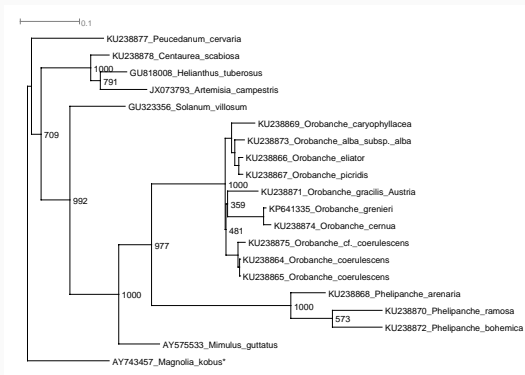 0.1
KU238877_Peucedanum_cervaria
KU238878_Centaurea_scabiosa
1000
GU818008_Helianthus_tuberosus
791
JX073793_Artemisia_campestris
GU323356_Solanum_villosum
KU238869_Orobanche_caryophyllacea
709
KU238873_Orobanche_alba_subsp._alba
KU238866_Orobanche_eliator
KU238867_Orobanche_picridis
1000
KU238871_Orobanche_gracilis_Austria
992
359
KP641335_Orobanche_grenieri
KU238874_Orobanche_cernua
481
KU238875_Orobanche_cf._coerulescens
977
KU238864_Orobanche_coerulescens
KU238865_Orobanche_coerulescens
1000
KU238868_Phelipanche_arenaria
1000
KU238870_Phelipanche_ramosa
573
KU238872_Phelipanche_bohemica
AY575533_Mimulus_guttatus
AY743457_Magnolia_kobus*